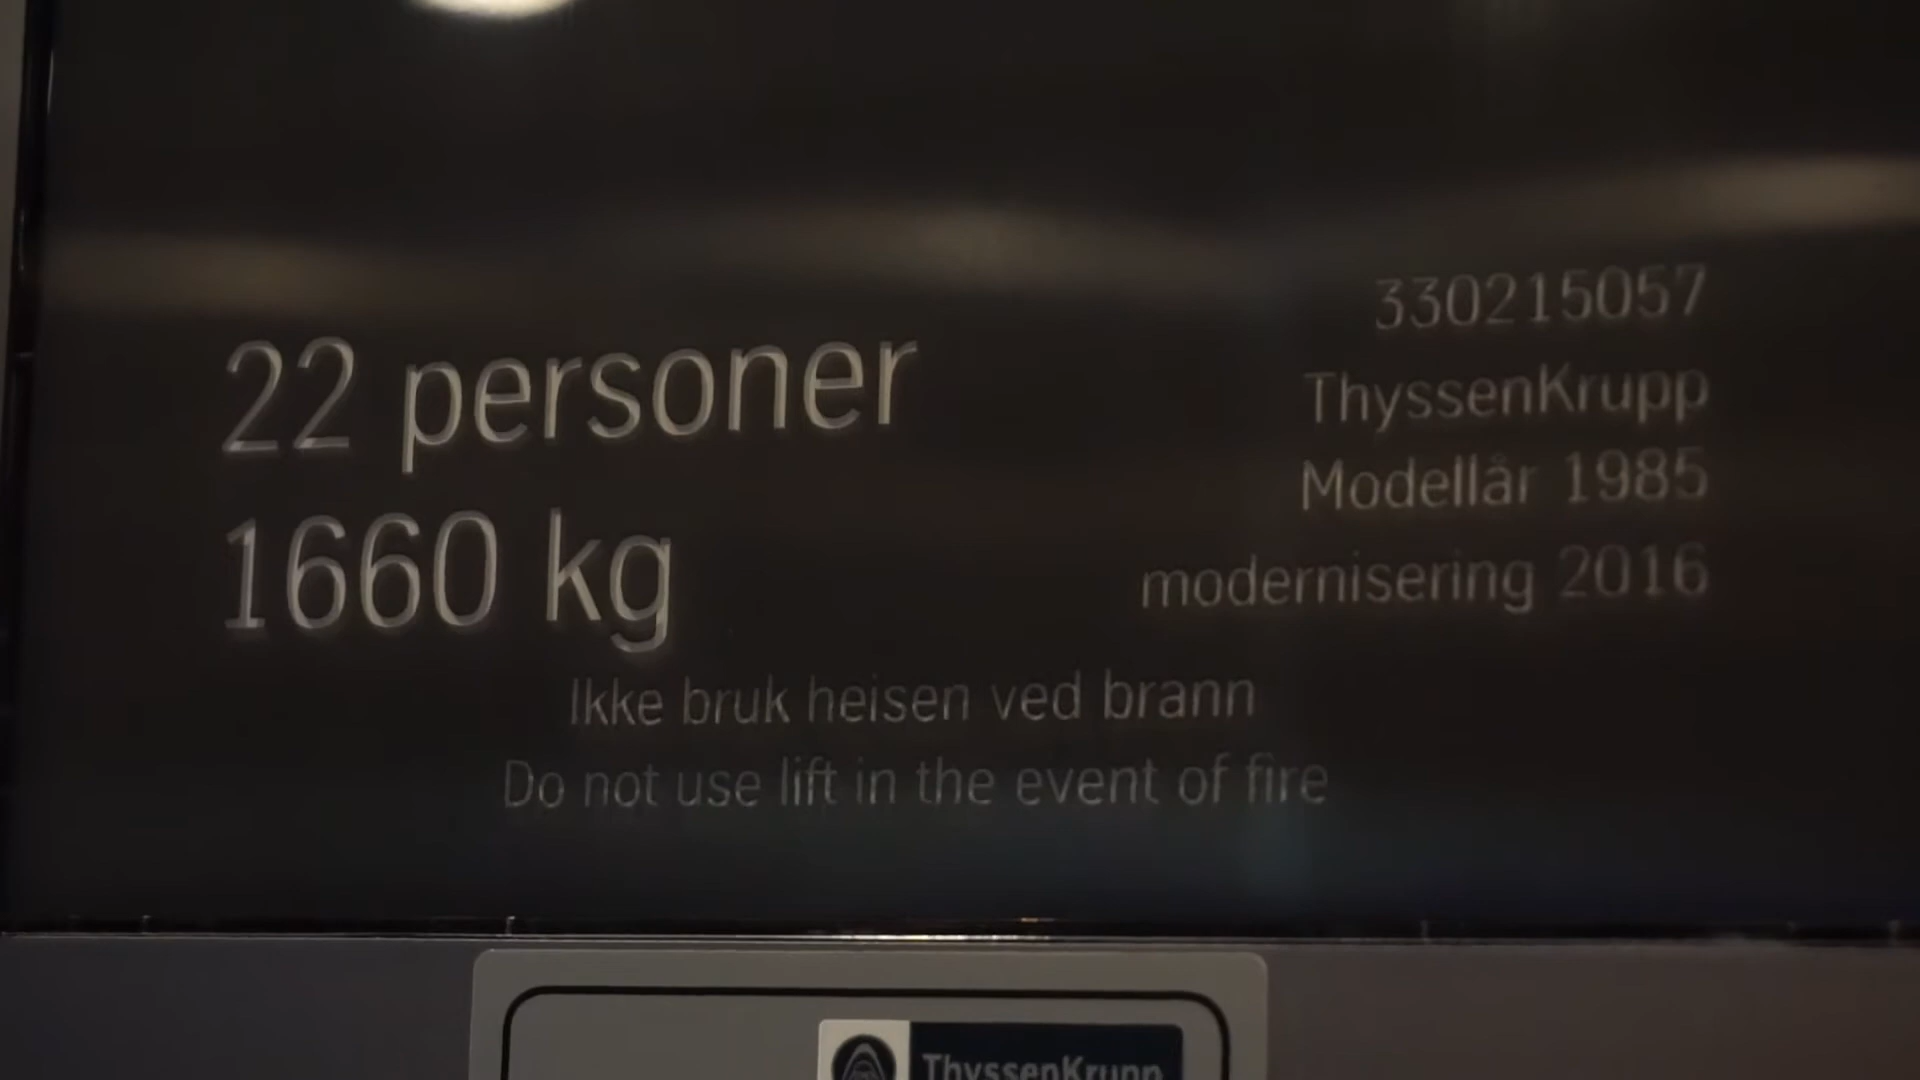 22 personer
1660 kg
330215057
ThyssenKrupp
Modellår 1985
modernisering 2016
Ikke bruk heisen ved brann
Do not use lift in the event of fire
ThyssenKrupp